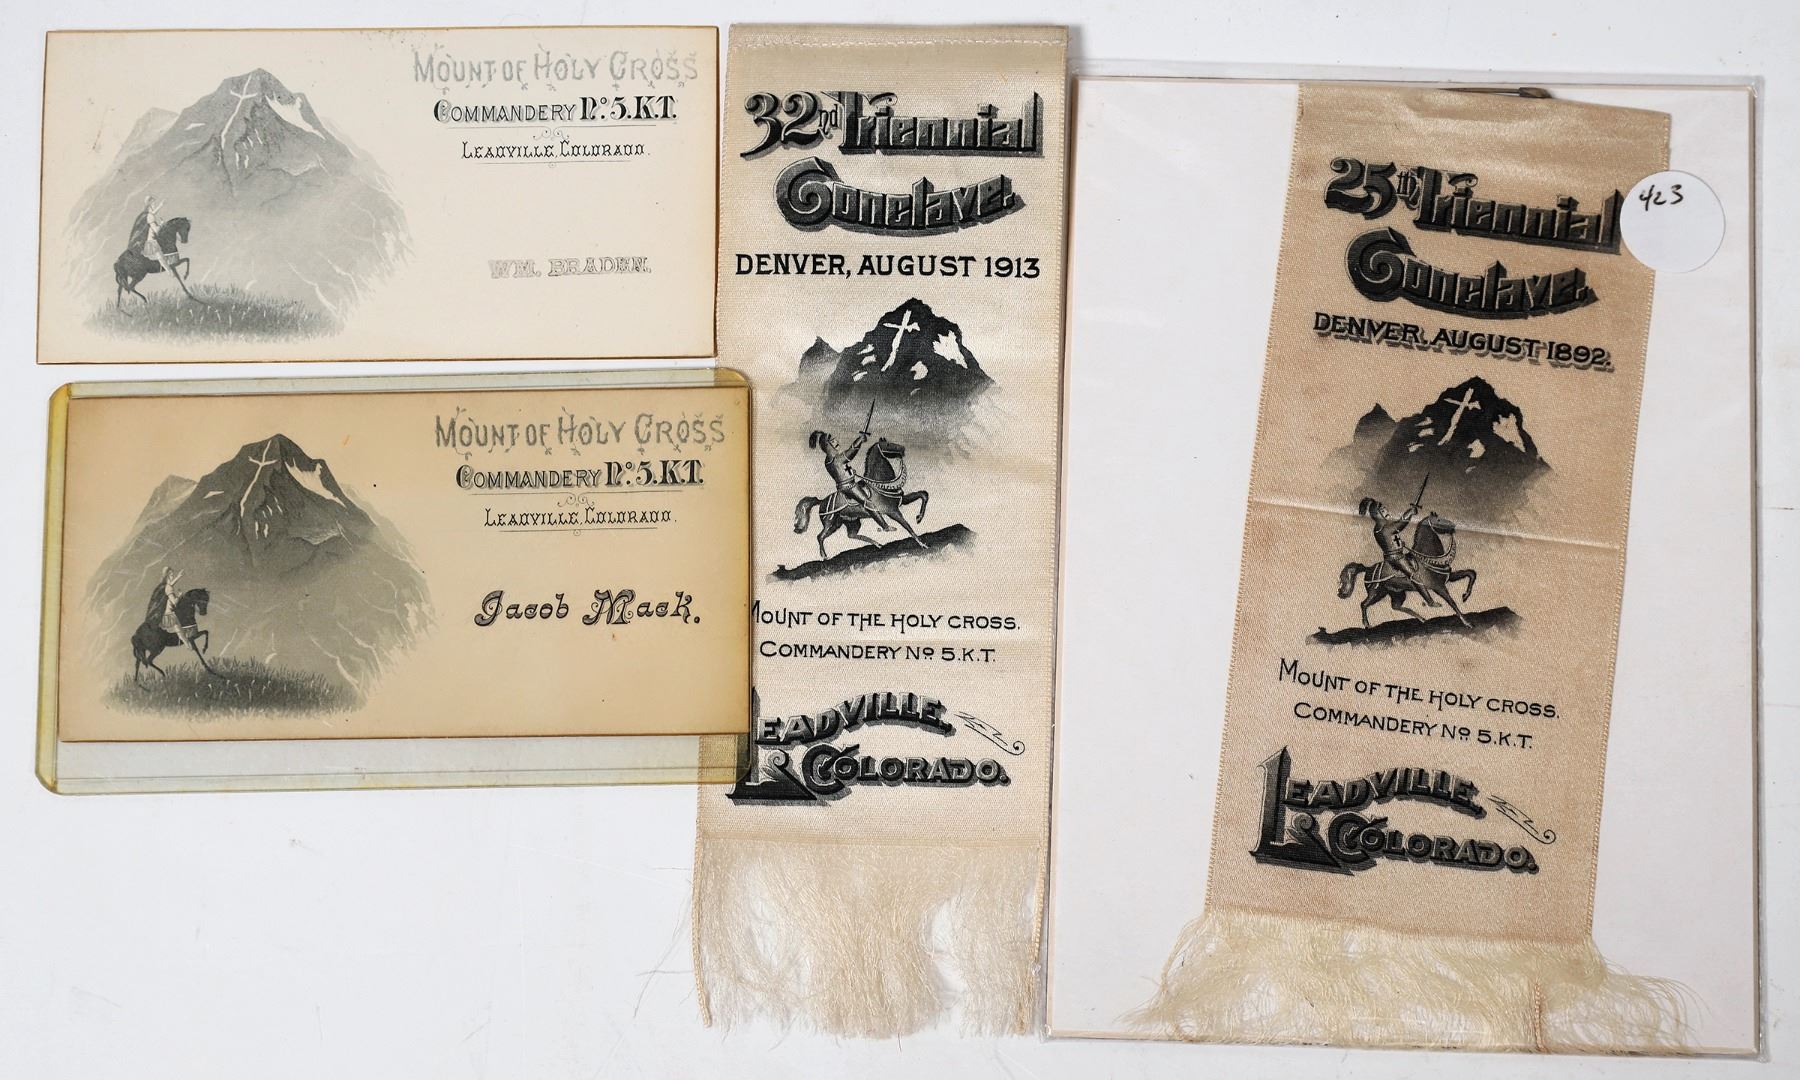 MOUNT OF HOLY CROSS
COMMANDERY No. 5. K.T.
LEADVILLE, COLORADO.
WM. BRADEN.
MOUNT OF HOLY CROSS
COMMANDERY No. 5. K.T.
LEADVILLE, COLORADO.
Jacob Mack.
32nd Triennial
Conclave.
DENVER, AUGUST 1913
MOUNT OF THE HOLY CROSS.
COMMANDERY No 5. K.T.
LEADVILLE,
COLORADO.
25th Triennial
Conclave.
DENVER, AUGUST 1892.
MOUNT OF THE HOLY CROSS.
COMMANDERY No 5. K.T.
LEADVILLE,
COLORADO.
423